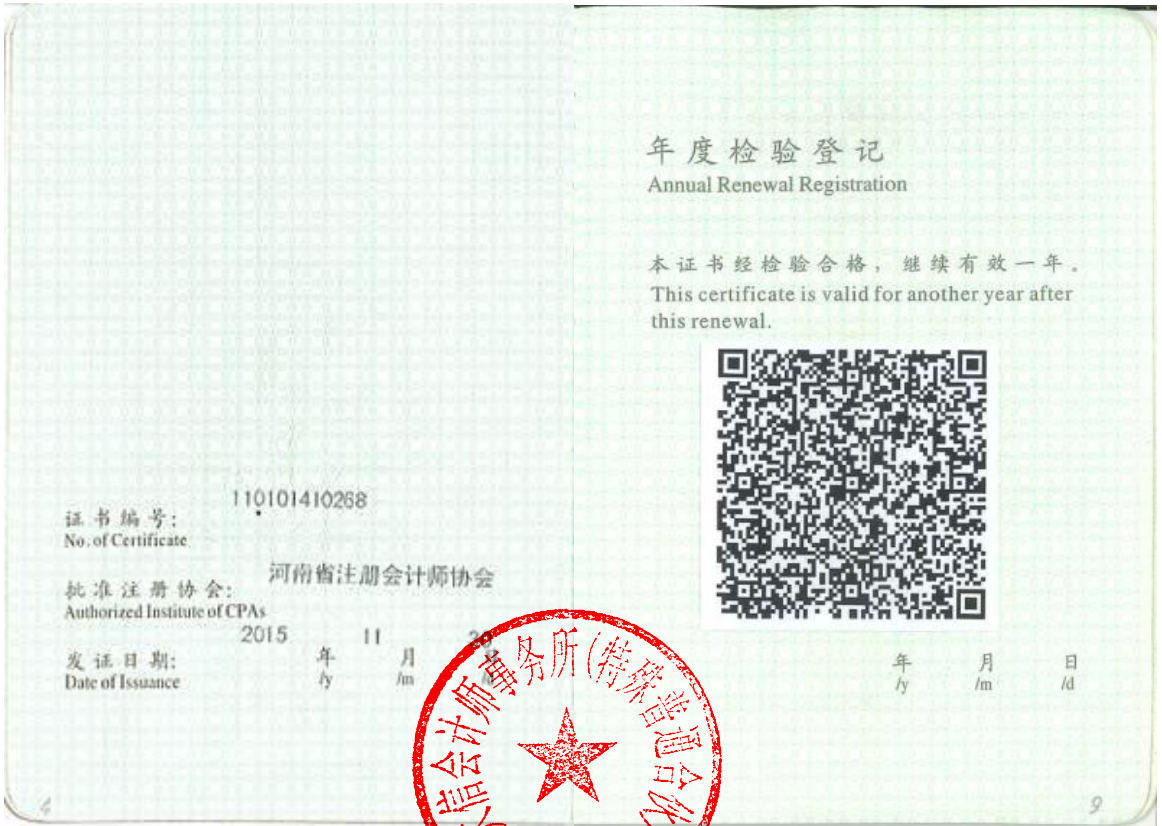 110101410268
证书编号:
No. of Certificate
河南省注册会计师协会
批准注册协会:
Authorized Institute of CPAs
2015 11
发证日期: 年 月
Date of Issuance /y /m /d
4
年度检验登记
Annual Renewal Registration
本证书经检验合格，继续有效一年。
This certificate is valid for another year after
this renewal.
年 月 日
/y /m /d
9
信会计师事务所(特殊普通合伙